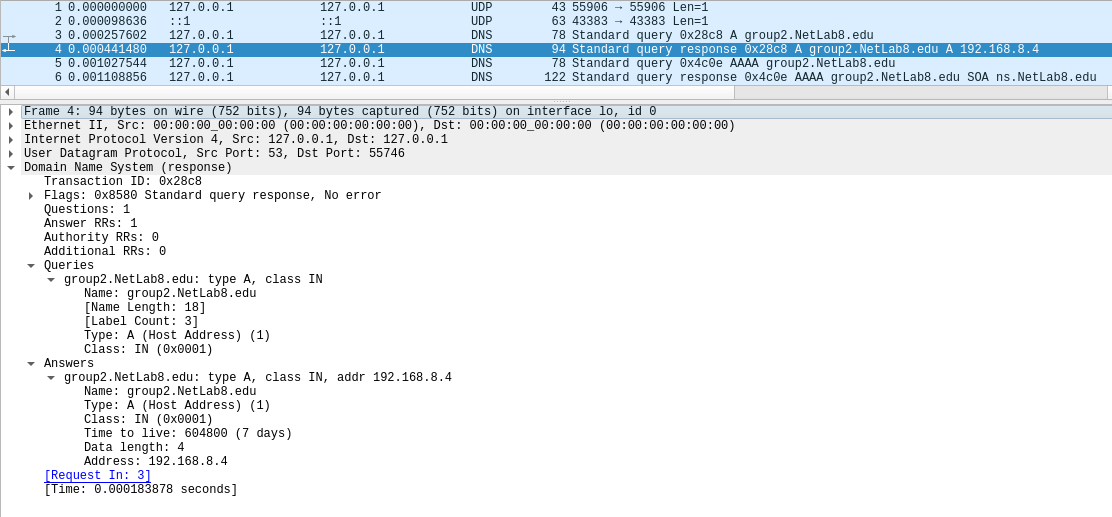 1 0.000000000 127.0.0.1 127.0.0.1 UDP 43 55906 → 55906 Len=1
2 0.000098636 ::1 ::1 UDP 63 43383 → 43383 Len=1
3 0.000257602 127.0.0.1 127.0.0.1 DNS 78 Standard query 0x28c8 A group2.NetLab8.edu
4 0.000441480 127.0.0.1 127.0.0.1 DNS 94 Standard query response 0x28c8 A group2.NetLab8.edu A 192.168.8.4
5 0.001027544 127.0.0.1 127.0.0.1 DNS 78 Standard query 0x4c0e AAAA group2.NetLab8.edu
6 0.001108856 127.0.0.1 127.0.0.1 DNS 122 Standard query response 0x4c0e AAAA group2.NetLab8.edu SOA ns.NetLab8.edu
Frame 4: 94 bytes on wire (752 bits), 94 bytes captured (752 bits) on interface lo, id 0
Ethernet II, Src: 00:00:00_00:00:00 (00:00:00:00:00:00), Dst: 00:00:00_00:00:00 (00:00:00:00:00:00)
Internet Protocol Version 4, Src: 127.0.0.1, Dst: 127.0.0.1
User Datagram Protocol, Src Port: 53, Dst Port: 55746
Domain Name System (response)
Transaction ID: 0x28c8
Flags: 0x8580 Standard query response, No error
Questions: 1
Answer RRs: 1
Authority RRs: 0
Additional RRs: 0
Queries
group2.NetLab8.edu: type A, class IN
Name: group2.NetLab8.edu
[Name Length: 18]
[Label Count: 3]
Type: A (Host Address) (1)
Class: IN (0x0001)
Answers
group2.NetLab8.edu: type A, class IN, addr 192.168.8.4
Name: group2.NetLab8.edu
Type: A (Host Address) (1)
Class: IN (0x0001)
Time to live: 604800 (7 days)
Data length: 4
Address: 192.168.8.4
[Request In: 3]
[Time: 0.000183878 seconds]